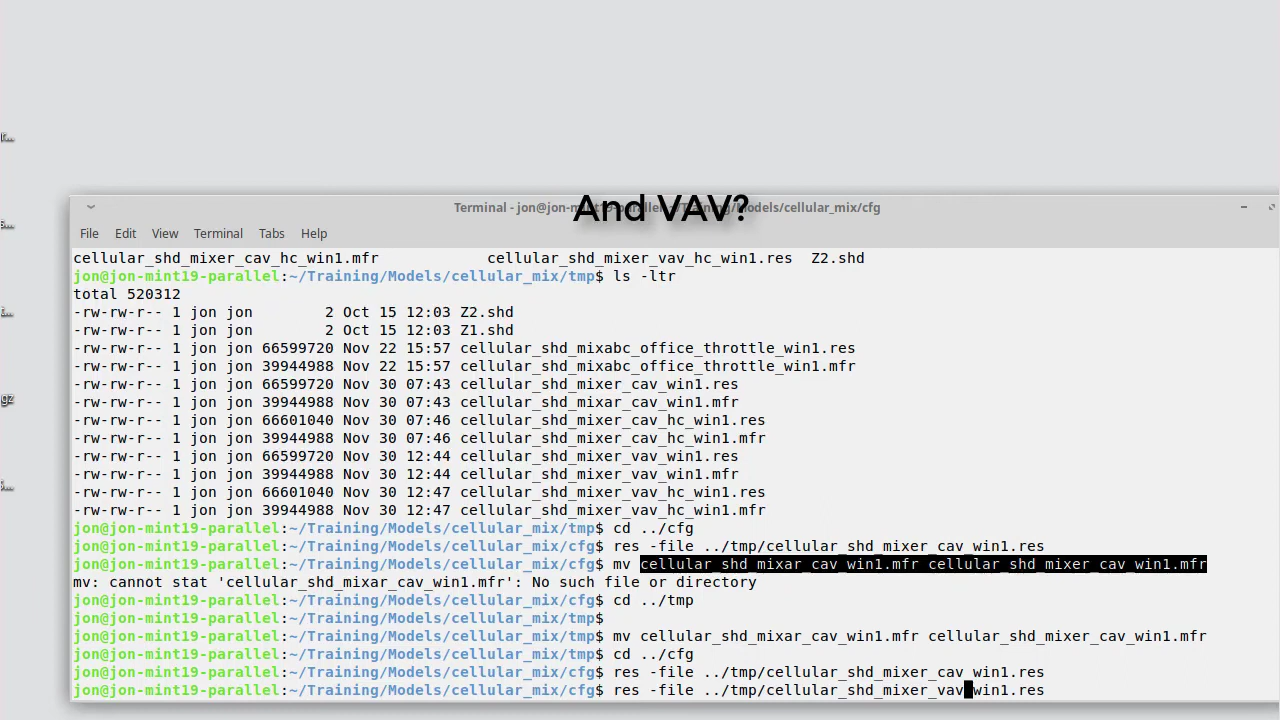 And VAV?
Terminal - jon@jon-mint19-parallel:~/Training/Models/cellular_mix/cfg
File Edit View Terminal Tabs Help
cellular_shd_mixer_cav_hc_win1.mfr cellular_shd_mixer_vav_hc_win1.res Z2.shd
jon@jon-mint19-parallel:~/Training/Models/cellular_mix/tmp$ ls -ltr
total 520312
-rw-rw-r-- 1 jon jon 2 Oct 15 12:03 Z2.shd
-rw-rw-r-- 1 jon jon 2 Oct 15 12:03 Z1.shd
-rw-rw-r-- 1 jon jon 66599720 Nov 22 15:57 cellular_shd_mixabc_office_throttle_win1.res
-rw-rw-r-- 1 jon jon 39944988 Nov 22 15:57 cellular_shd_mixabc_office_throttle_win1.mfr
-rw-rw-r-- 1 jon jon 66599720 Nov 30 07:43 cellular_shd_mixer_cav_win1.res
-rw-rw-r-- 1 jon jon 39944988 Nov 30 07:43 cellular_shd_mixar_cav_win1.mfr
-rw-rw-r-- 1 jon jon 66601040 Nov 30 07:46 cellular_shd_mixer_cav_hc_win1.res
-rw-rw-r-- 1 jon jon 39944988 Nov 30 07:46 cellular_shd_mixer_cav_hc_win1.mfr
-rw-rw-r-- 1 jon jon 66599720 Nov 30 12:44 cellular_shd_mixer_vav_win1.res
-rw-rw-r-- 1 jon jon 39944988 Nov 30 12:44 cellular_shd_mixer_vav_win1.mfr
-rw-rw-r-- 1 jon jon 66601040 Nov 30 12:47 cellular_shd_mixer_vav_hc_win1.res
-rw-rw-r-- 1 jon jon 39944988 Nov 30 12:47 cellular_shd_mixer_vav_hc_win1.mfr
jon@jon-mint19-parallel:~/Training/Models/cellular_mix/tmp$ cd ../cfg
jon@jon-mint19-parallel:~/Training/Models/cellular_mix/cfg$ res -file ../tmp/cellular_shd_mixer_cav_win1.res
jon@jon-mint19-parallel:~/Training/Models/cellular_mix/cfg$ mv cellular_shd_mixar_cav_win1.mfr cellular_shd_mixer_cav_win1.mfr
mv: cannot stat 'cellular_shd_mixar_cav_win1.mfr': No such file or directory
jon@jon-mint19-parallel:~/Training/Models/cellular_mix/cfg$ cd ../tmp
jon@jon-mint19-parallel:~/Training/Models/cellular_mix/tmp$
jon@jon-mint19-parallel:~/Training/Models/cellular_mix/tmp$ mv cellular_shd_mixar_cav_win1.mfr cellular_shd_mixer_cav_win1.mfr
jon@jon-mint19-parallel:~/Training/Models/cellular_mix/tmp$ cd ../cfg
jon@jon-mint19-parallel:~/Training/Models/cellular_mix/cfg$ res -file ../tmp/cellular_shd_mixer_cav_win1.res
jon@jon-mint19-parallel:~/Training/Models/cellular_mix/cfg$ res -file ../tmp/cellular_shd_mixer_vav_win1.res